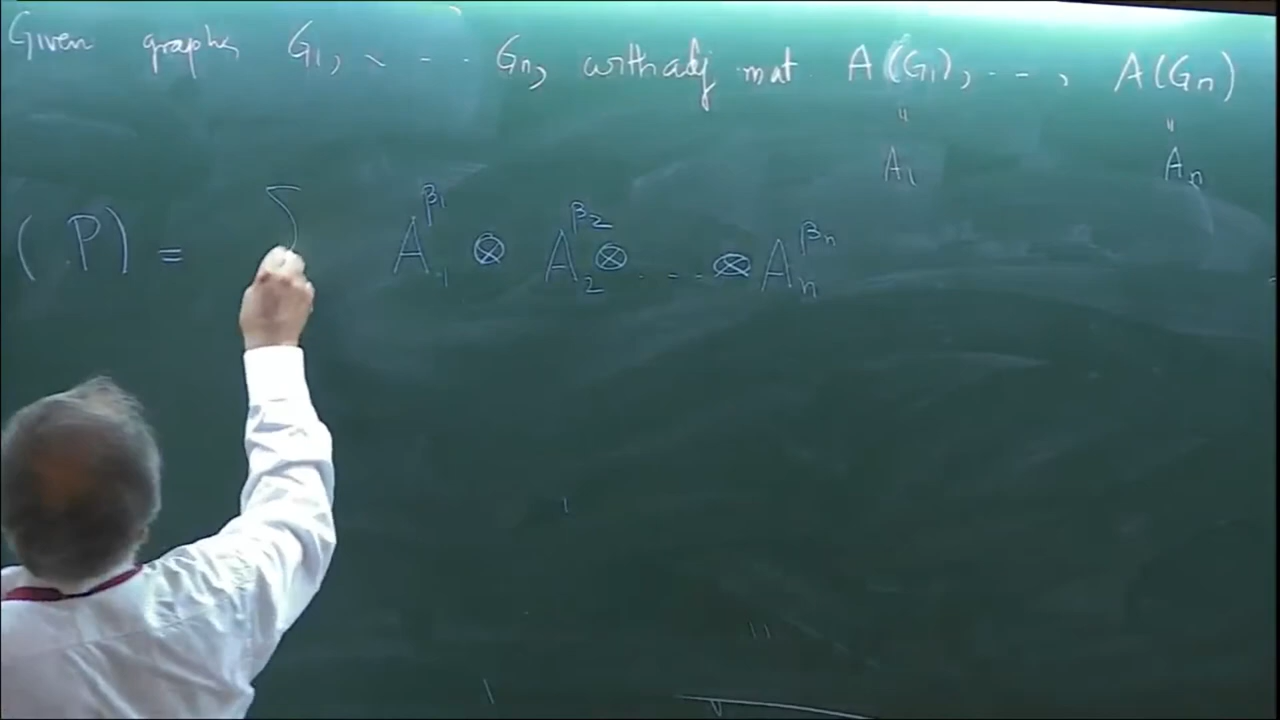 Given graphs G₁, . . . Gₙ, with adj mat. A(G₁), . . , A(Gₙ)
" "
A₁ Aₙ
(P) = Σ A₁^β₁ ⊗ A₂^β₂ ⊗ . . . . ⊗ Aₙ^βₙ